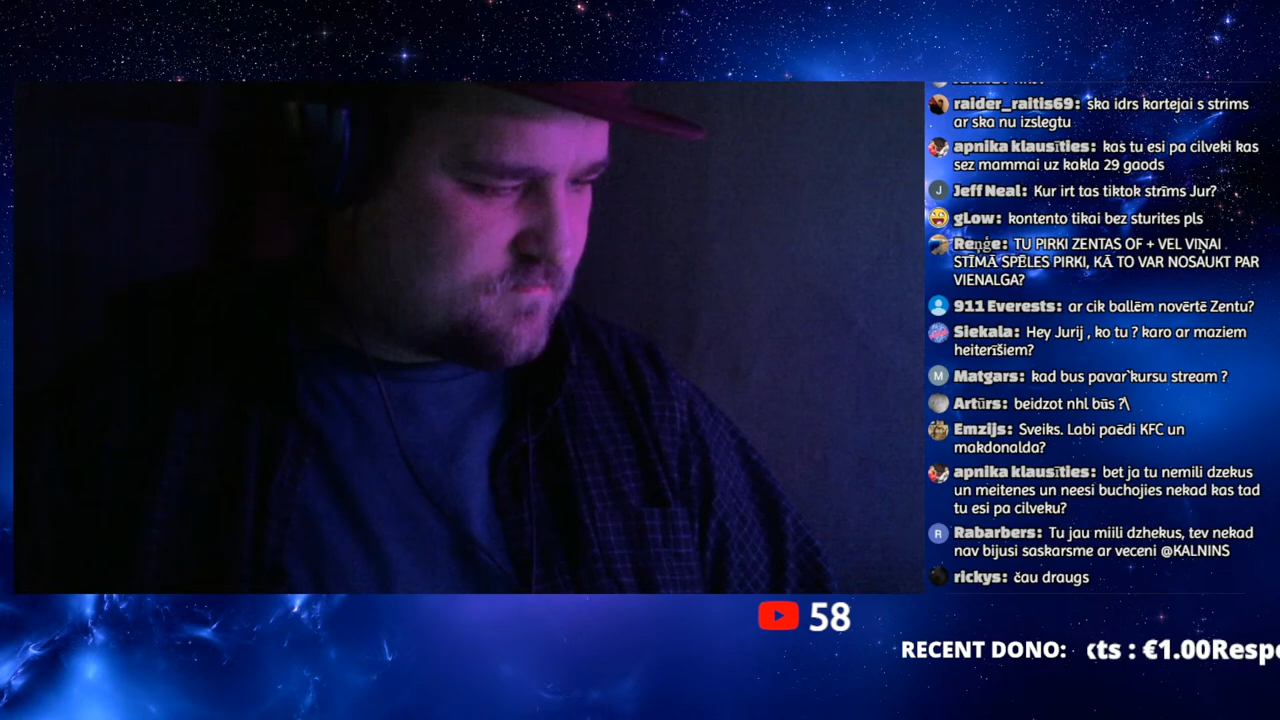 raider_raitis69: ska idrs kartejai s strims
ar ska nu izslegtu
apnika klausīties: kas tu esi pa cilveki kas
sez mammai uz kakla 29 gaods
J Jeff Neal: Kur irt tas tiktok strīms Jur?
gLow: kontento tikai bez sturites pls
Reņģe: TU PIRKI ZENTAS OF + VEL VIŅAI
STĪMĀ SPĒLES PIRKI, KĀ TO VAR NOSAUKT PAR
VIENALGA?
911 Everests: ar cik ballēm novērtē Zentu?
Siekala: Hey Jurij , ko tu ? karo ar maziem
heiterīšiem?
M Matgars: kad bus pavar`kursu stream ?
Artūrs: beidzot nhl būs ?\
Emzijs: Sveiks. Labi paēdi KFC un
makdonalda?
apnika klausīties: bet ja tu nemili dzekus
un meitenes un neesi buchojies nekad kas tad
tu esi pa cilveku?
R Rabarbers: Tu jau miili dzhekus, tev nekad
nav bijusi saskarsme ar veceni @KALNINS
rickys: čau draugs
58
RECENT DONO: ts : €1.00Respe